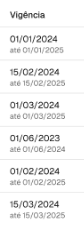 Vigência
01/01/2024
até 01/01/2025
15/02/2024
até 15/02/2025
01/03/2024
até 01/03/2025
01/06/2023
até 01/06/2024
01/02/2024
até 01/02/2025
15/03/2024
até 15/03/2025